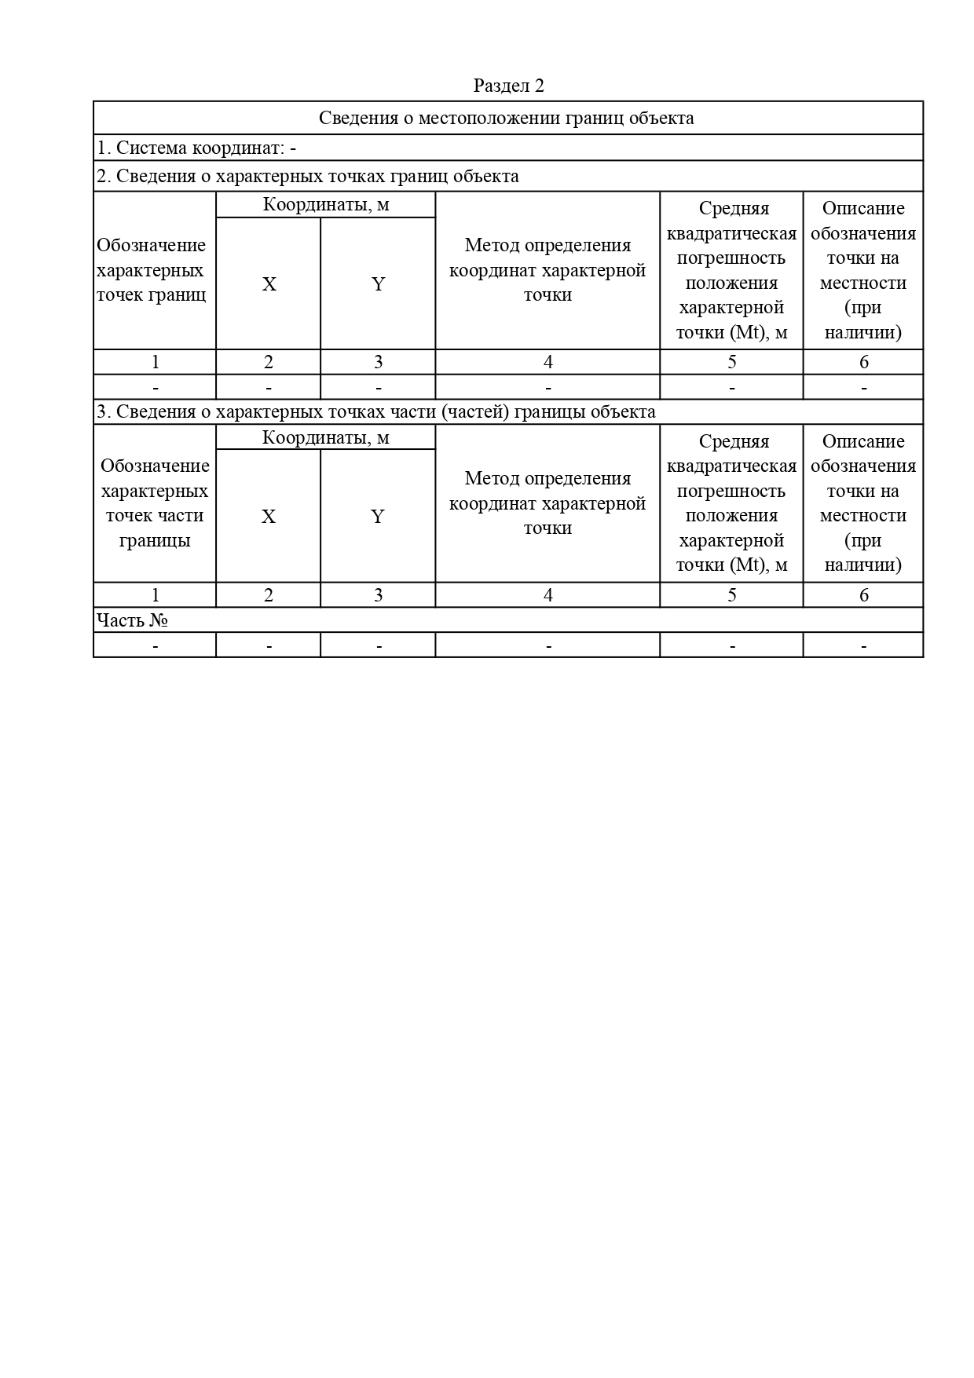 Раздел 2
Сведения о местоположении границ объекта
1. Система координат: -
2. Сведения о характерных точках границ объекта
Обозначение
характерных
точек границ
Координаты, м
X
Y
Метод определения
координат характерной
точки
Средняя
квадратическая
погрешность
положения
характерной
точки (Mt), м
Описание
обозначения
точки на
местности
(при
наличии)
1 2 3 4 5 6
- - - - - -
3. Сведения о характерных точках части (частей) границы объекта
Обозначение
характерных
точек части
границы
Координаты, м
X
Y
Метод определения
координат характерной
точки
Средняя
квадратическая
погрешность
положения
характерной
точки (Mt), м
Описание
обозначения
точки на
местности
(при
наличии)
1 2 3 4 5 6
Часть №
- - - - - -